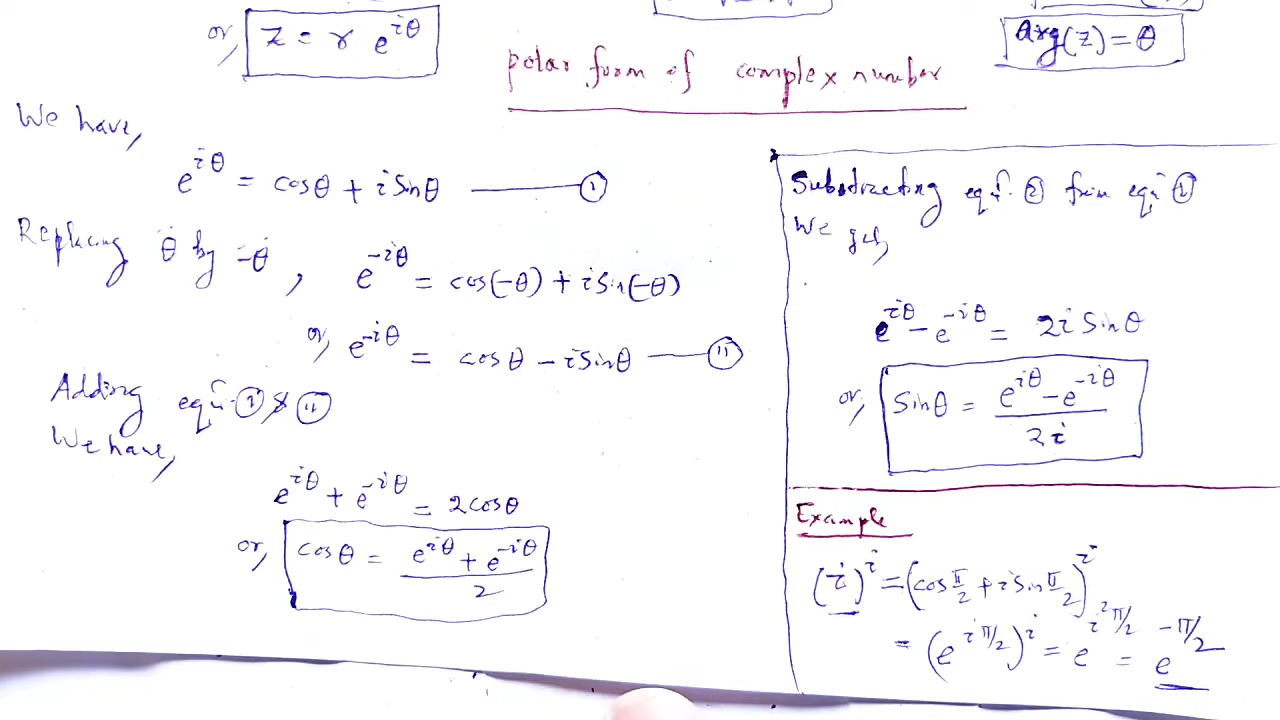 or, z = r e^{iθ}
arg(z) = θ
polar form of complex number
We have,
e^{iθ} = cosθ + i Sinθ —— (I)
Replacing θ by -θ, e^{-iθ} = cos(-θ) + i Sin(-θ)
or, e^{-iθ} = cosθ - i Sinθ —— (II)
Adding eqn. (I) & (II)
We have,
e^{iθ} + e^{-iθ} = 2cosθ
or, cosθ = (e^{iθ} + e^{-iθ})/2
Substracting eqn. (2) from eqn (1)
We get,
e^{iθ} - e^{-iθ} = 2i Sinθ
or, Sinθ = (e^{iθ} - e^{-iθ})/2i
Example
(i)^i = (cos π/2 + i Sin π/2)^i
= (e^{iπ/2})^i = e^{i²π/2} = e^{-π/2}